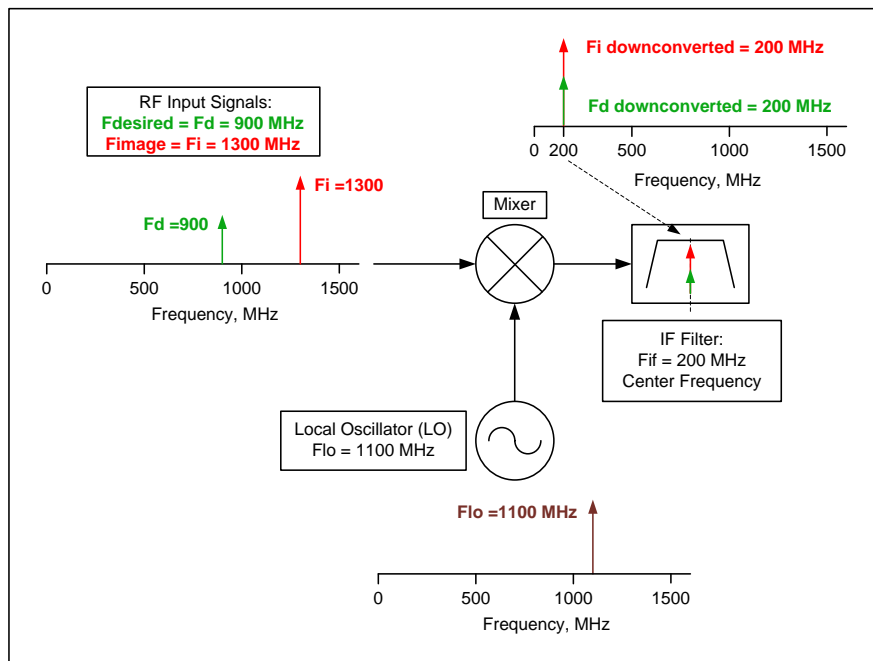 Fi downconverted = 200 MHz
Fd downconverted = 200 MHz
0 200 500 1000 1500
Frequency, MHz
RF Input Signals:
Fdesired = Fd = 900 MHz
Fimage = Fi = 1300 MHz
Fi =1300
Fd =900
0 500 1000 1500
Frequency, MHz
Mixer
IF Filter:
Fif = 200 MHz
Center Frequency
Local Oscillator (LO)
Flo = 1100 MHz
Flo =1100 MHz
0 500 1000 1500
Frequency, MHz